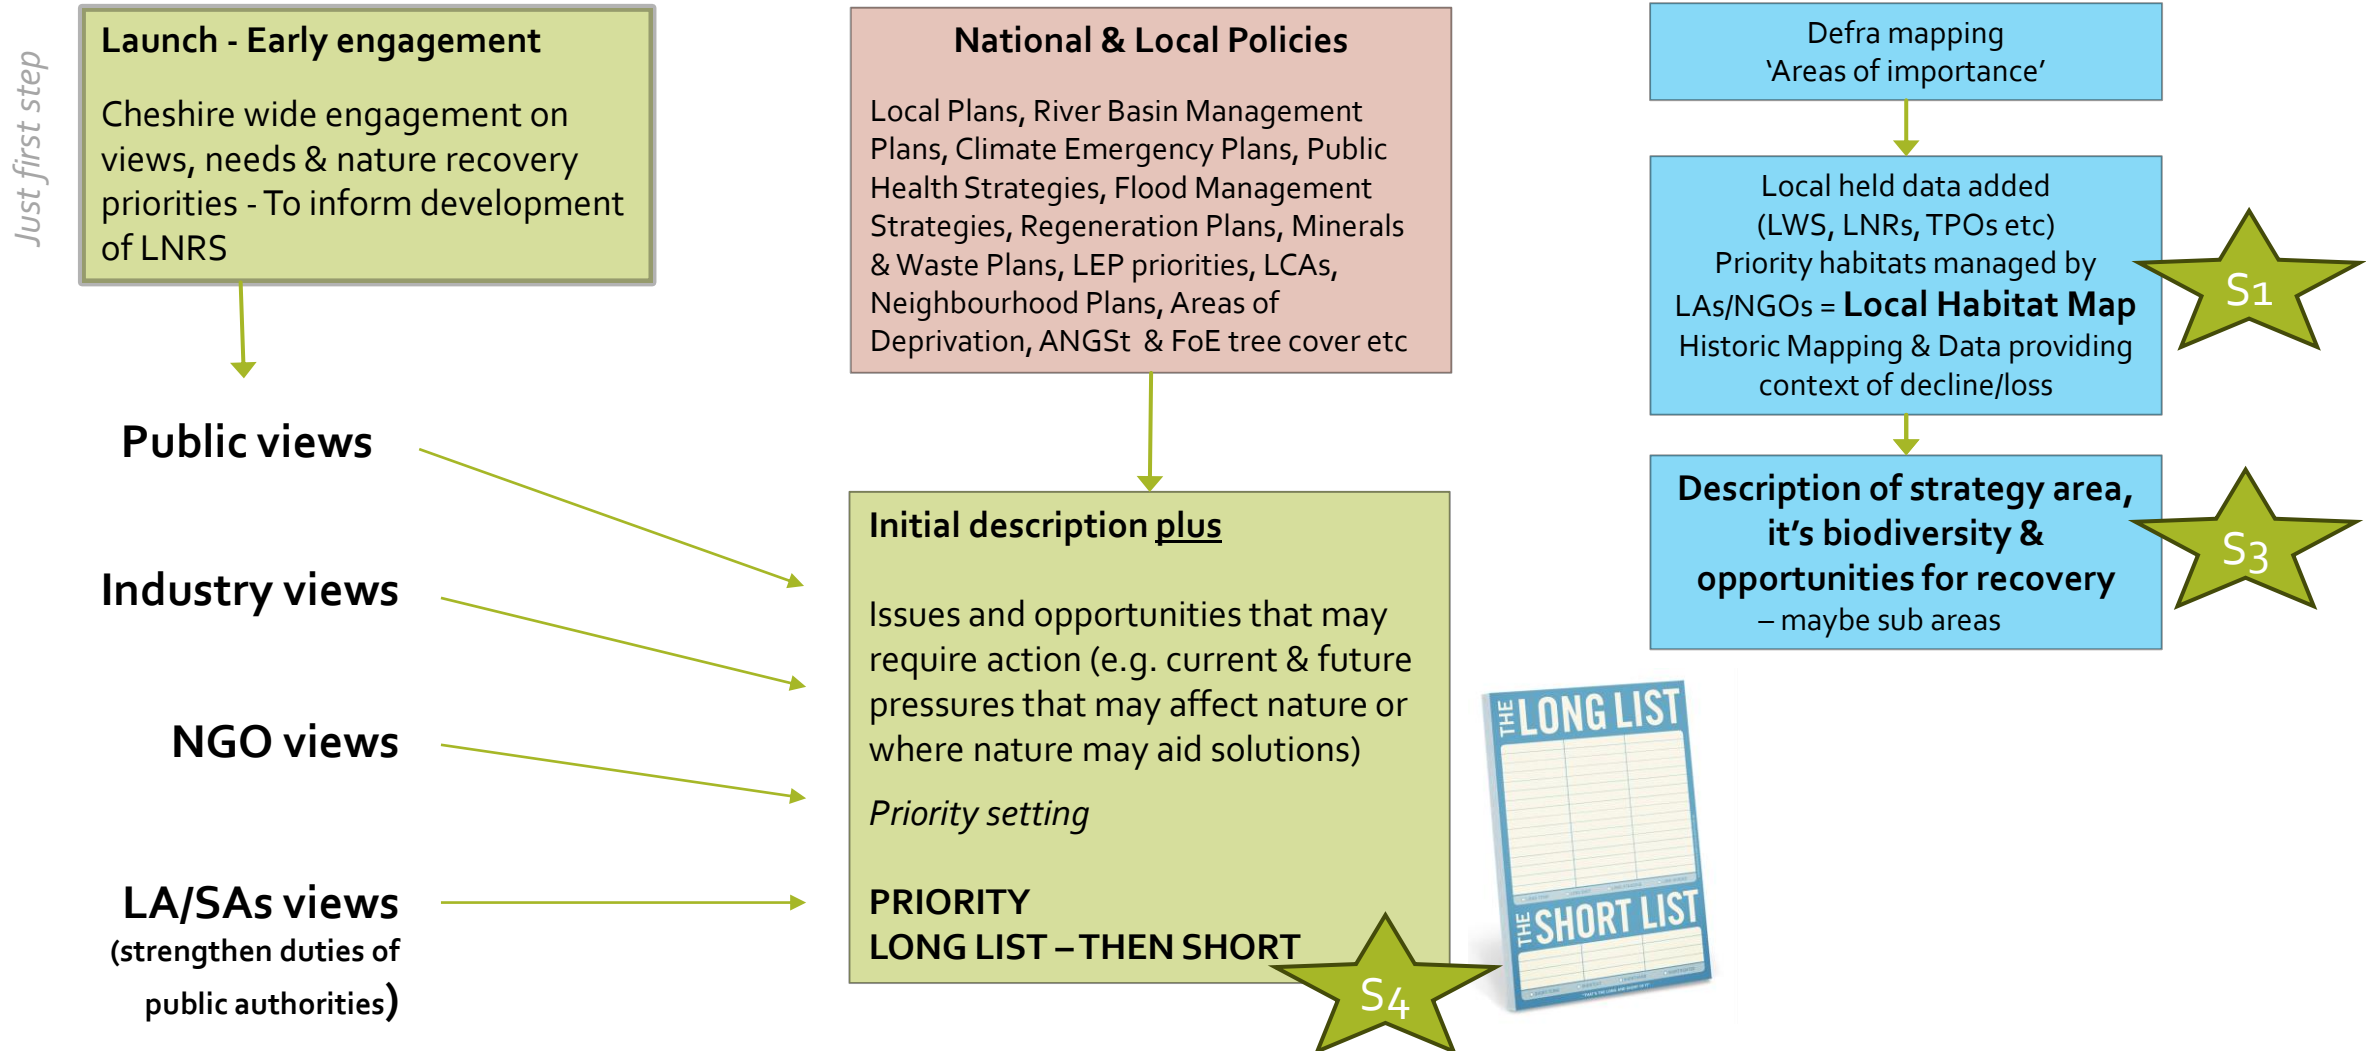 Just first step
Launch - Early engagement
Cheshire wide engagement on
views, needs & nature recovery
priorities - To inform development
of LNRS
Public views
Industry views
NGO views
LA/SAs views
(strengthen duties of
public authorities)
National & Local Policies
Local Plans, River Basin Management
Plans, Climate Emergency Plans, Public
Health Strategies, Flood Management
Strategies, Regeneration Plans, Minerals
& Waste Plans, LEP priorities, LCAs,
Neighbourhood Plans, Areas of
Deprivation, ANGSt & FoE tree cover etc
Initial description plus
Issues and opportunities that may
require action (e.g. current & future
pressures that may affect nature or
where nature may aid solutions)
Priority setting
PRIORITY
LONG LIST – THEN SHORT
S4
Defra mapping
‘Areas of importance’
Local held data added
(LWS, LNRs, TPOs etc)
Priority habitats managed by
LAs/NGOs = Local Habitat Map
Historic Mapping & Data providing
context of decline/loss
S1
Description of strategy area,
it’s biodiversity &
opportunities for recovery
– maybe sub areas
S3
THE LONG LIST
THE SHORT LIST